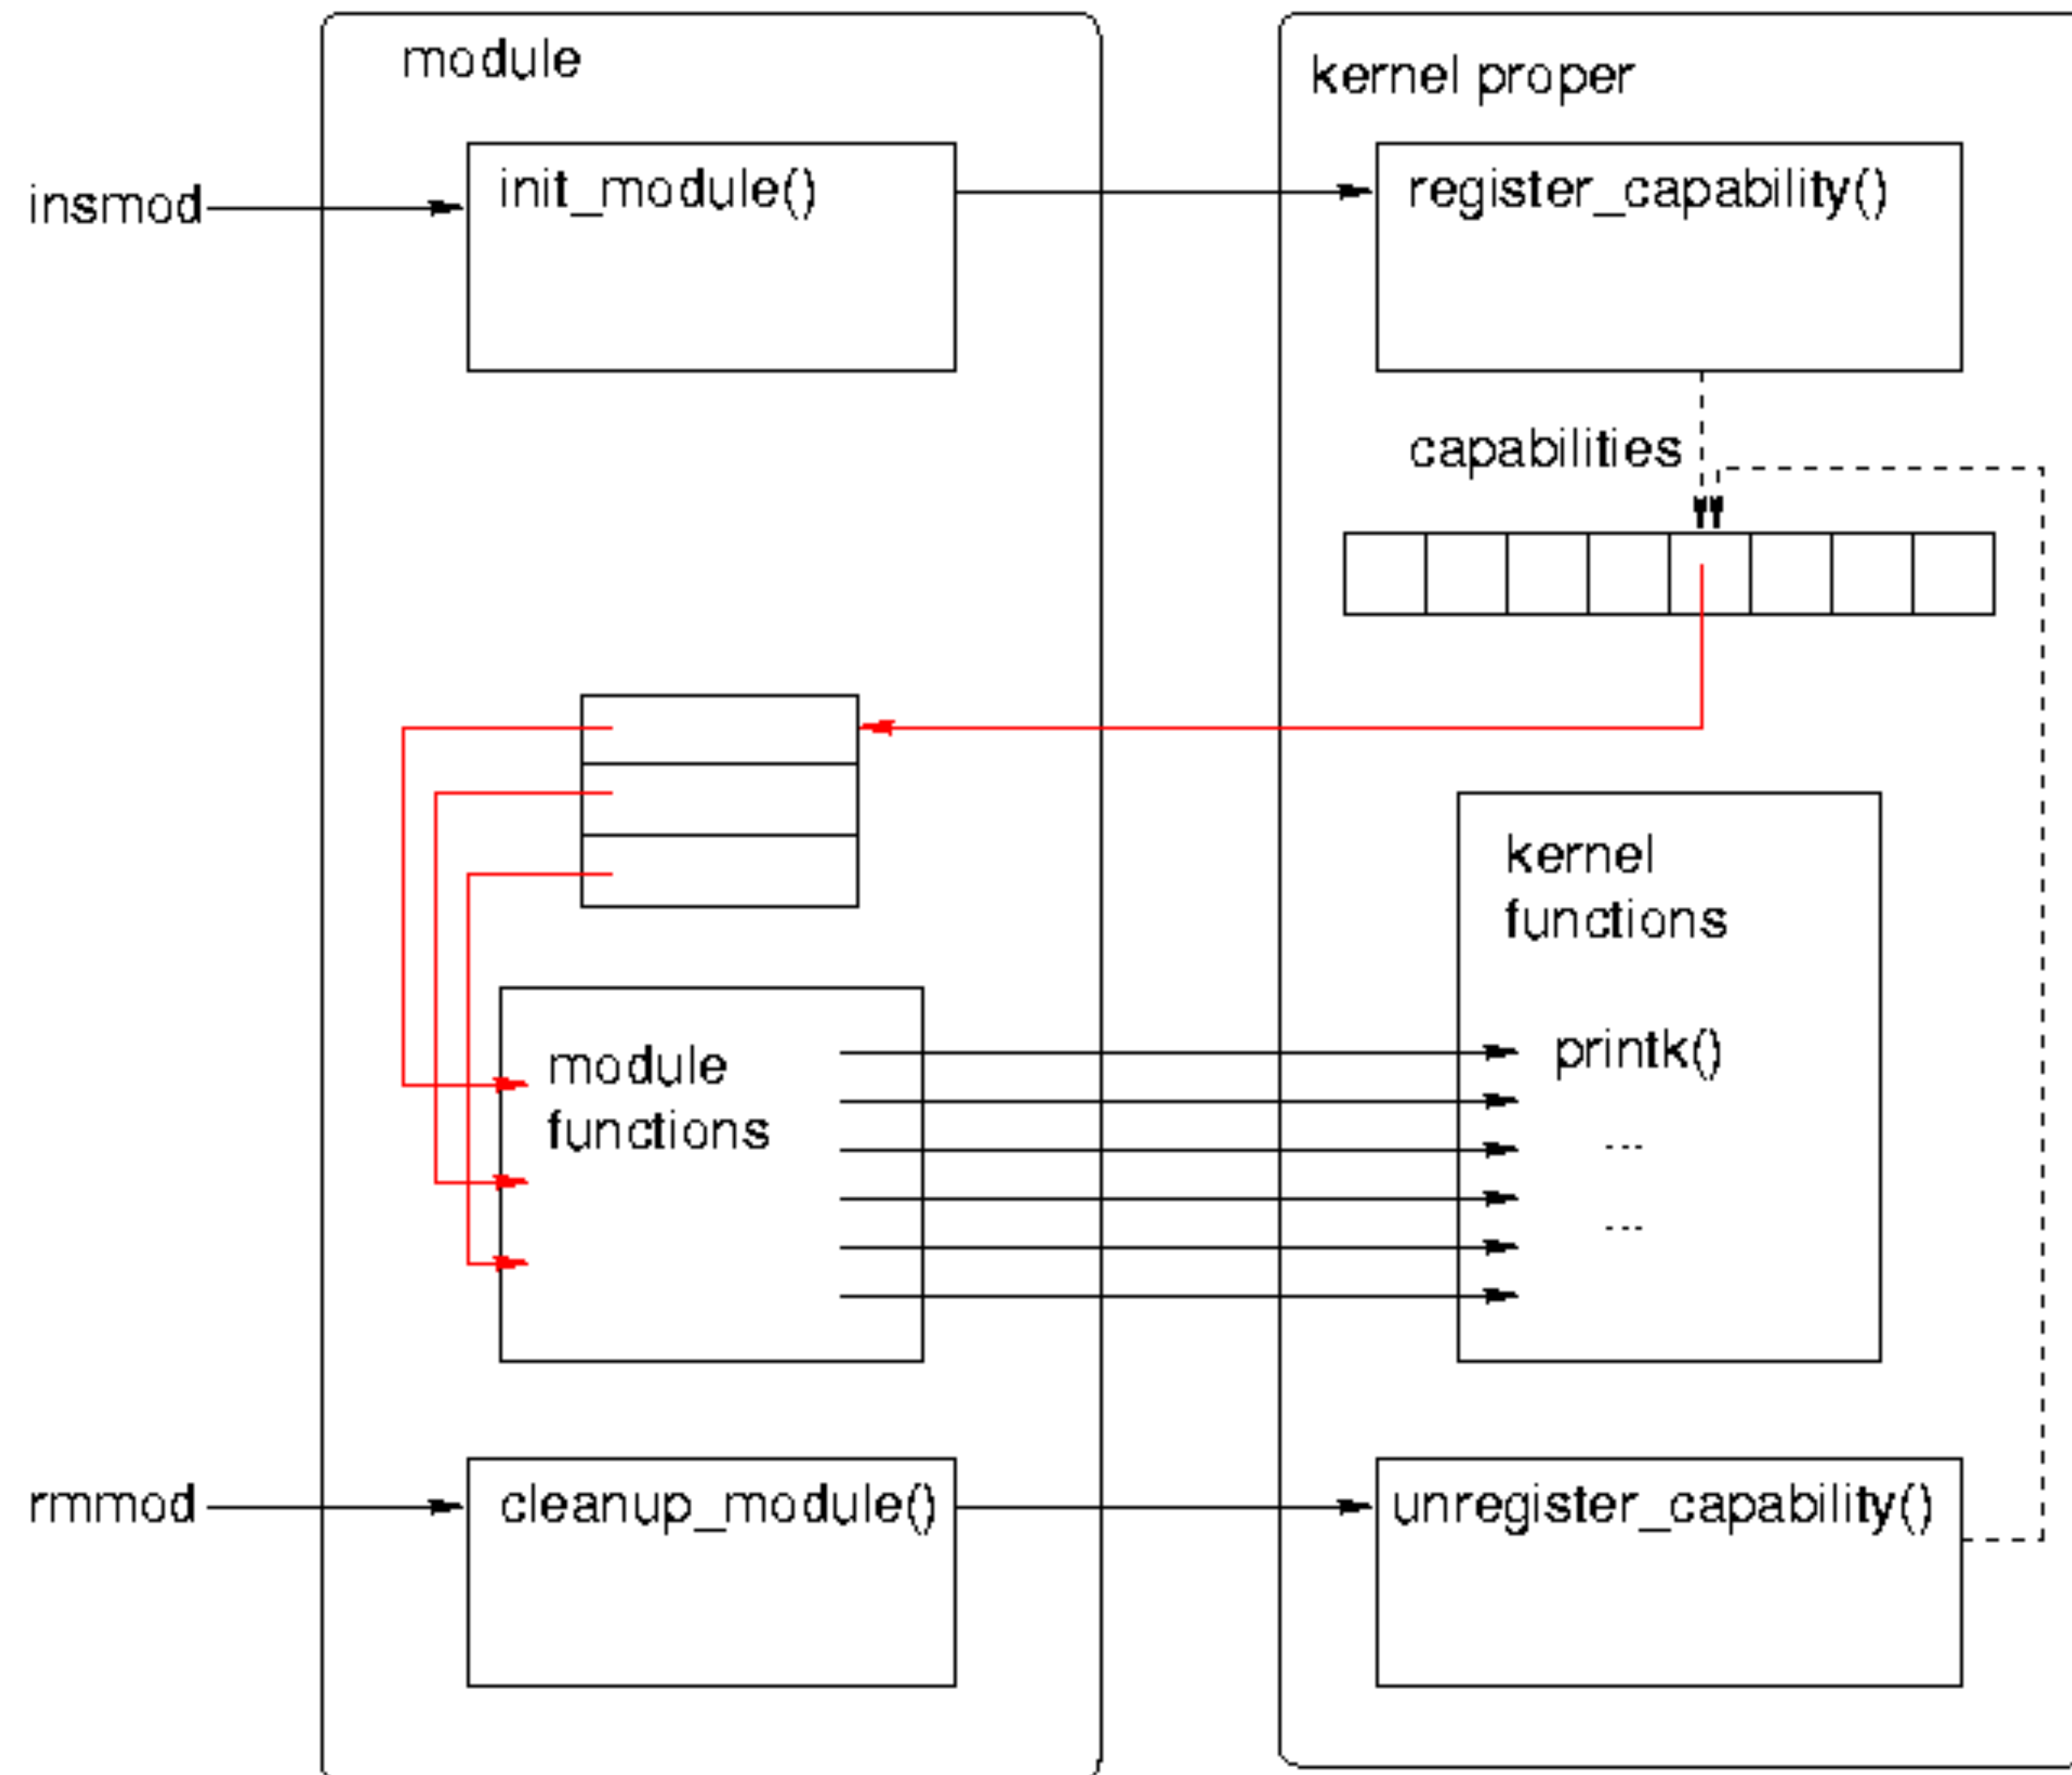 module
kernel proper
insmod
init_module()
register_capability()
capabilities
kernel
functions
printk()
module
functions
...
...
rmmod
cleanup_module()
unregister_capability()